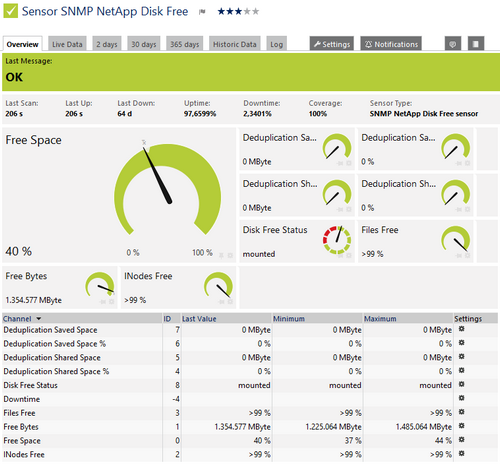 Sensor SNMP NetApp Disk Free
Overview Live Data 2 days 30 days 365 days Historic Data Log Settings Notifications
Last Message:
OK
Last Scan: Last Up: Last Down: Uptime: Downtime: Coverage: Sensor Type:
206 s 206 s 64 d 97,6599% 2,3401% 100% SNMP NetApp Disk Free sensor
Free Space
40 %
0 % 100 %
Deduplication Sa...
0 MByte
Deduplication Sa...
0 %
Deduplication Sh...
0 MByte
Deduplication Sh...
0 %
Disk Free Status
mounted
Files Free
>99 %
Free Bytes
1.354.577 MByte
INodes Free
>99 %
Channel ID Last Value Minimum Maximum Settings
Deduplication Saved Space 7 0 MByte 0 MByte 0 MByte
Deduplication Saved Space % 6 0 % 0 % 0 %
Deduplication Shared Space 5 0 MByte 0 MByte 0 MByte
Deduplication Shared Space % 4 0 % 0 % 0 %
Disk Free Status 8 mounted mounted mounted
Downtime -4
Files Free 3 >99 % >99 % >99 %
Free Bytes 1 1.354.577 MByte 1.225.064 MByte 1.485.064 MByte
Free Space 0 40 % 37 % 44 %
INodes Free 2 >99 % >99 % >99 %